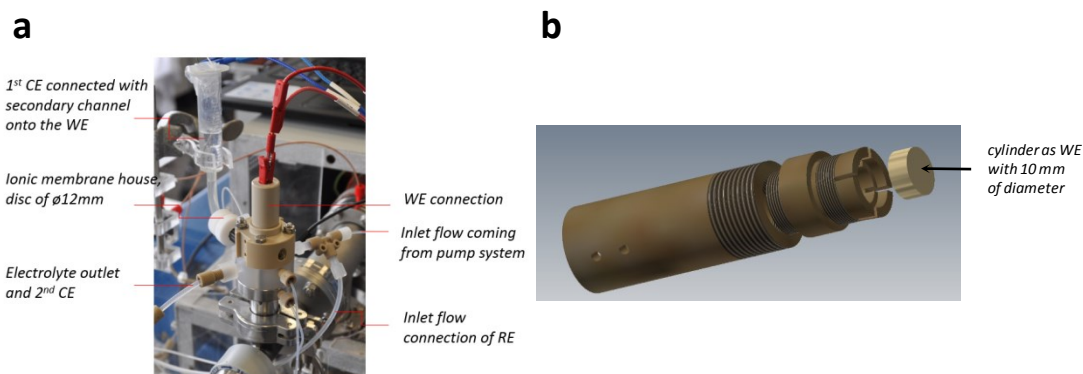 a
1st CE connected with
secondary channel
onto the WE
Ionic membrane house,
disc of ø12mm
Electrolyte outlet
and 2nd CE
WE connection
Inlet flow coming
from pump system
Inlet flow
connection of RE
b
cylinder as WE
with 10 mm
of diameter